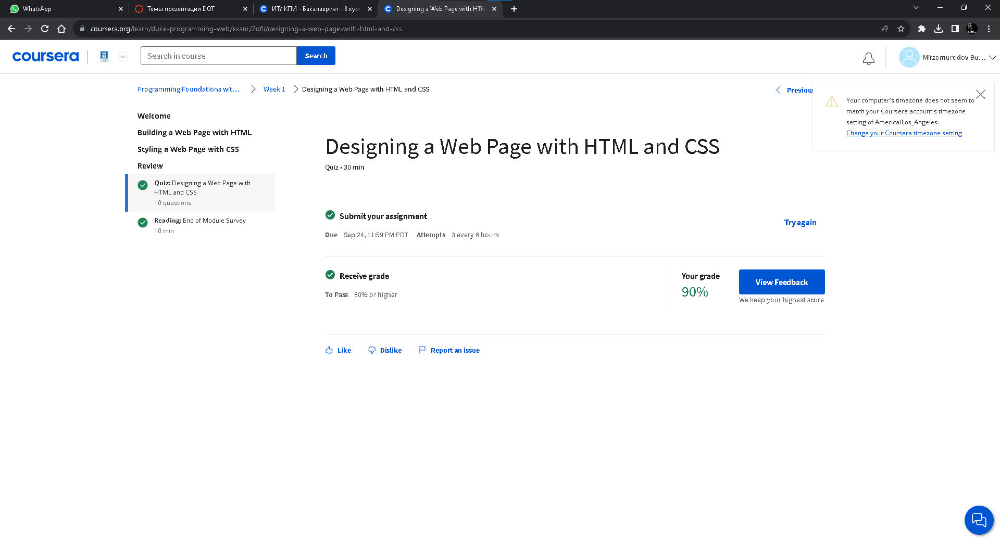 WhatsApp
Темы презентации DOT
ИТ/ КПИ - Бакалавриат - 3 курс
Designing a Web Page with HTM
coursera.org/learn/duke-programming-web/exam/2ofli/designing-a-web-page-with-html-and-css
coursera
Search in course
Search
Mirzomurodov Bu...
Programming Foundations wit...
Week 1
Designing a Web Page with HTML and CSS
Previous
Your computer's timezone does not seem to
match your Coursera account's timezone
setting of America/Los_Angeles.
Change your Coursera timezone setting
Welcome
Building a Web Page with HTML
Styling a Web Page with CSS
Review
Quiz: Designing a Web Page with
HTML and CSS
10 questions
Reading: End of Module Survey
10 min
Designing a Web Page with HTML and CSS
Quiz • 30 min
Submit your assignment
Due Sep 24, 11:59 PM PDT Attempts 3 every 8 hours
Try again
Receive grade
To Pass 80% or higher
Your grade
90%
View Feedback
We keep your highest score
Like
Dislike
Report an issue